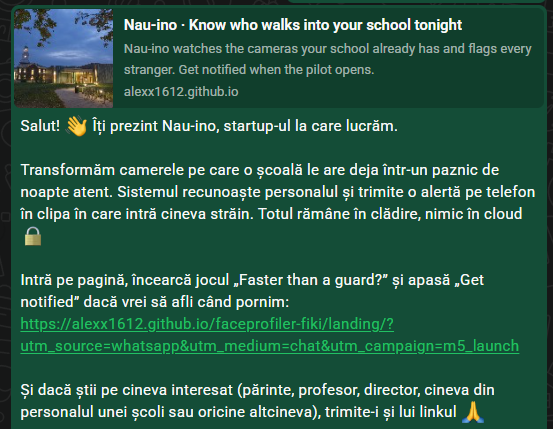 Nau-ino · Know who walks into your school tonight
Nau-ino watches the cameras your school already has and flags every
stranger. Get notified when the pilot opens.
alexx1612.github.io
Salut! 👋 Îți prezint Nau-ino, startup-ul la care lucrăm.
Transformăm camerele pe care o școală le are deja într-un paznic de
noapte atent. Sistemul recunoaște personalul și trimite o alertă pe telefon
în clipa în care intră cineva străin. Totul rămâne în clădire, nimic în cloud
🔒
Intră pe pagină, încearcă jocul „Faster than a guard?” și apasă „Get
notified” dacă vrei să afli când pornim:
https://alexx1612.github.io/faceprofiler-fiki/landing/?
utm_source=whatsapp&utm_medium=chat&utm_campaign=m5_launch
Și dacă știi pe cineva interesat (părinte, profesor, director, cineva din
personalul unei școli sau oricine altcineva), trimite-i și lui linkul 🙏